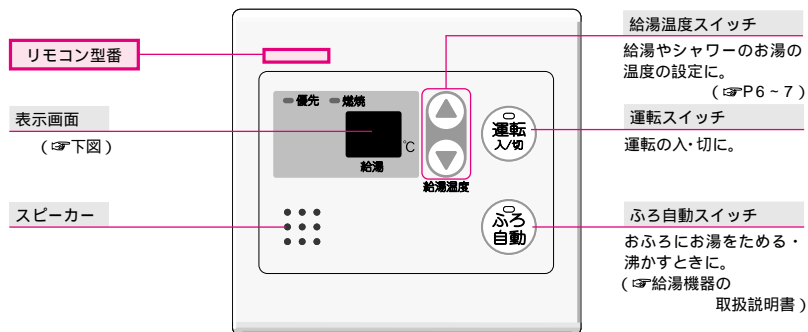 リモコン型番
表示画面
（☞下図）
スピーカー
優先 燃焼
℃
給湯
給湯温度
運転
入/切
ふろ
自動
給湯温度スイッチ
給湯やシャワーのお湯の
温度の設定に。
（☞P6～7）
運転スイッチ
運転の入・切に。
ふろ自動スイッチ
おふろにお湯をためる・
沸かすときに。
（☞給湯機器の
取扱説明書）